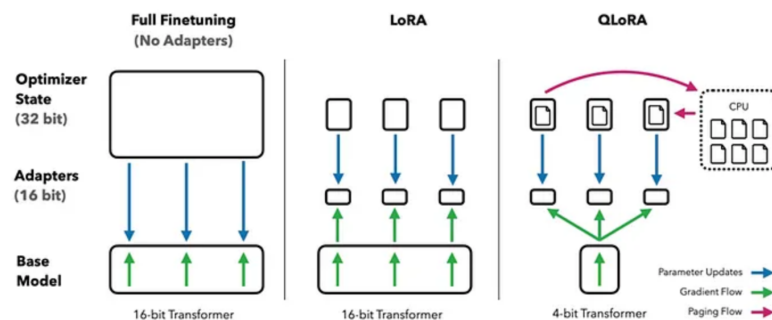 Full Finetuning
(No Adapters)
LoRA
QLoRA
Optimizer
State
(32 bit)
CPU
Adapters
(16 bit)
Base
Model
Parameter Updates
Gradient Flow
Paging Flow
16-bit Transformer
16-bit Transformer
4-bit Transformer